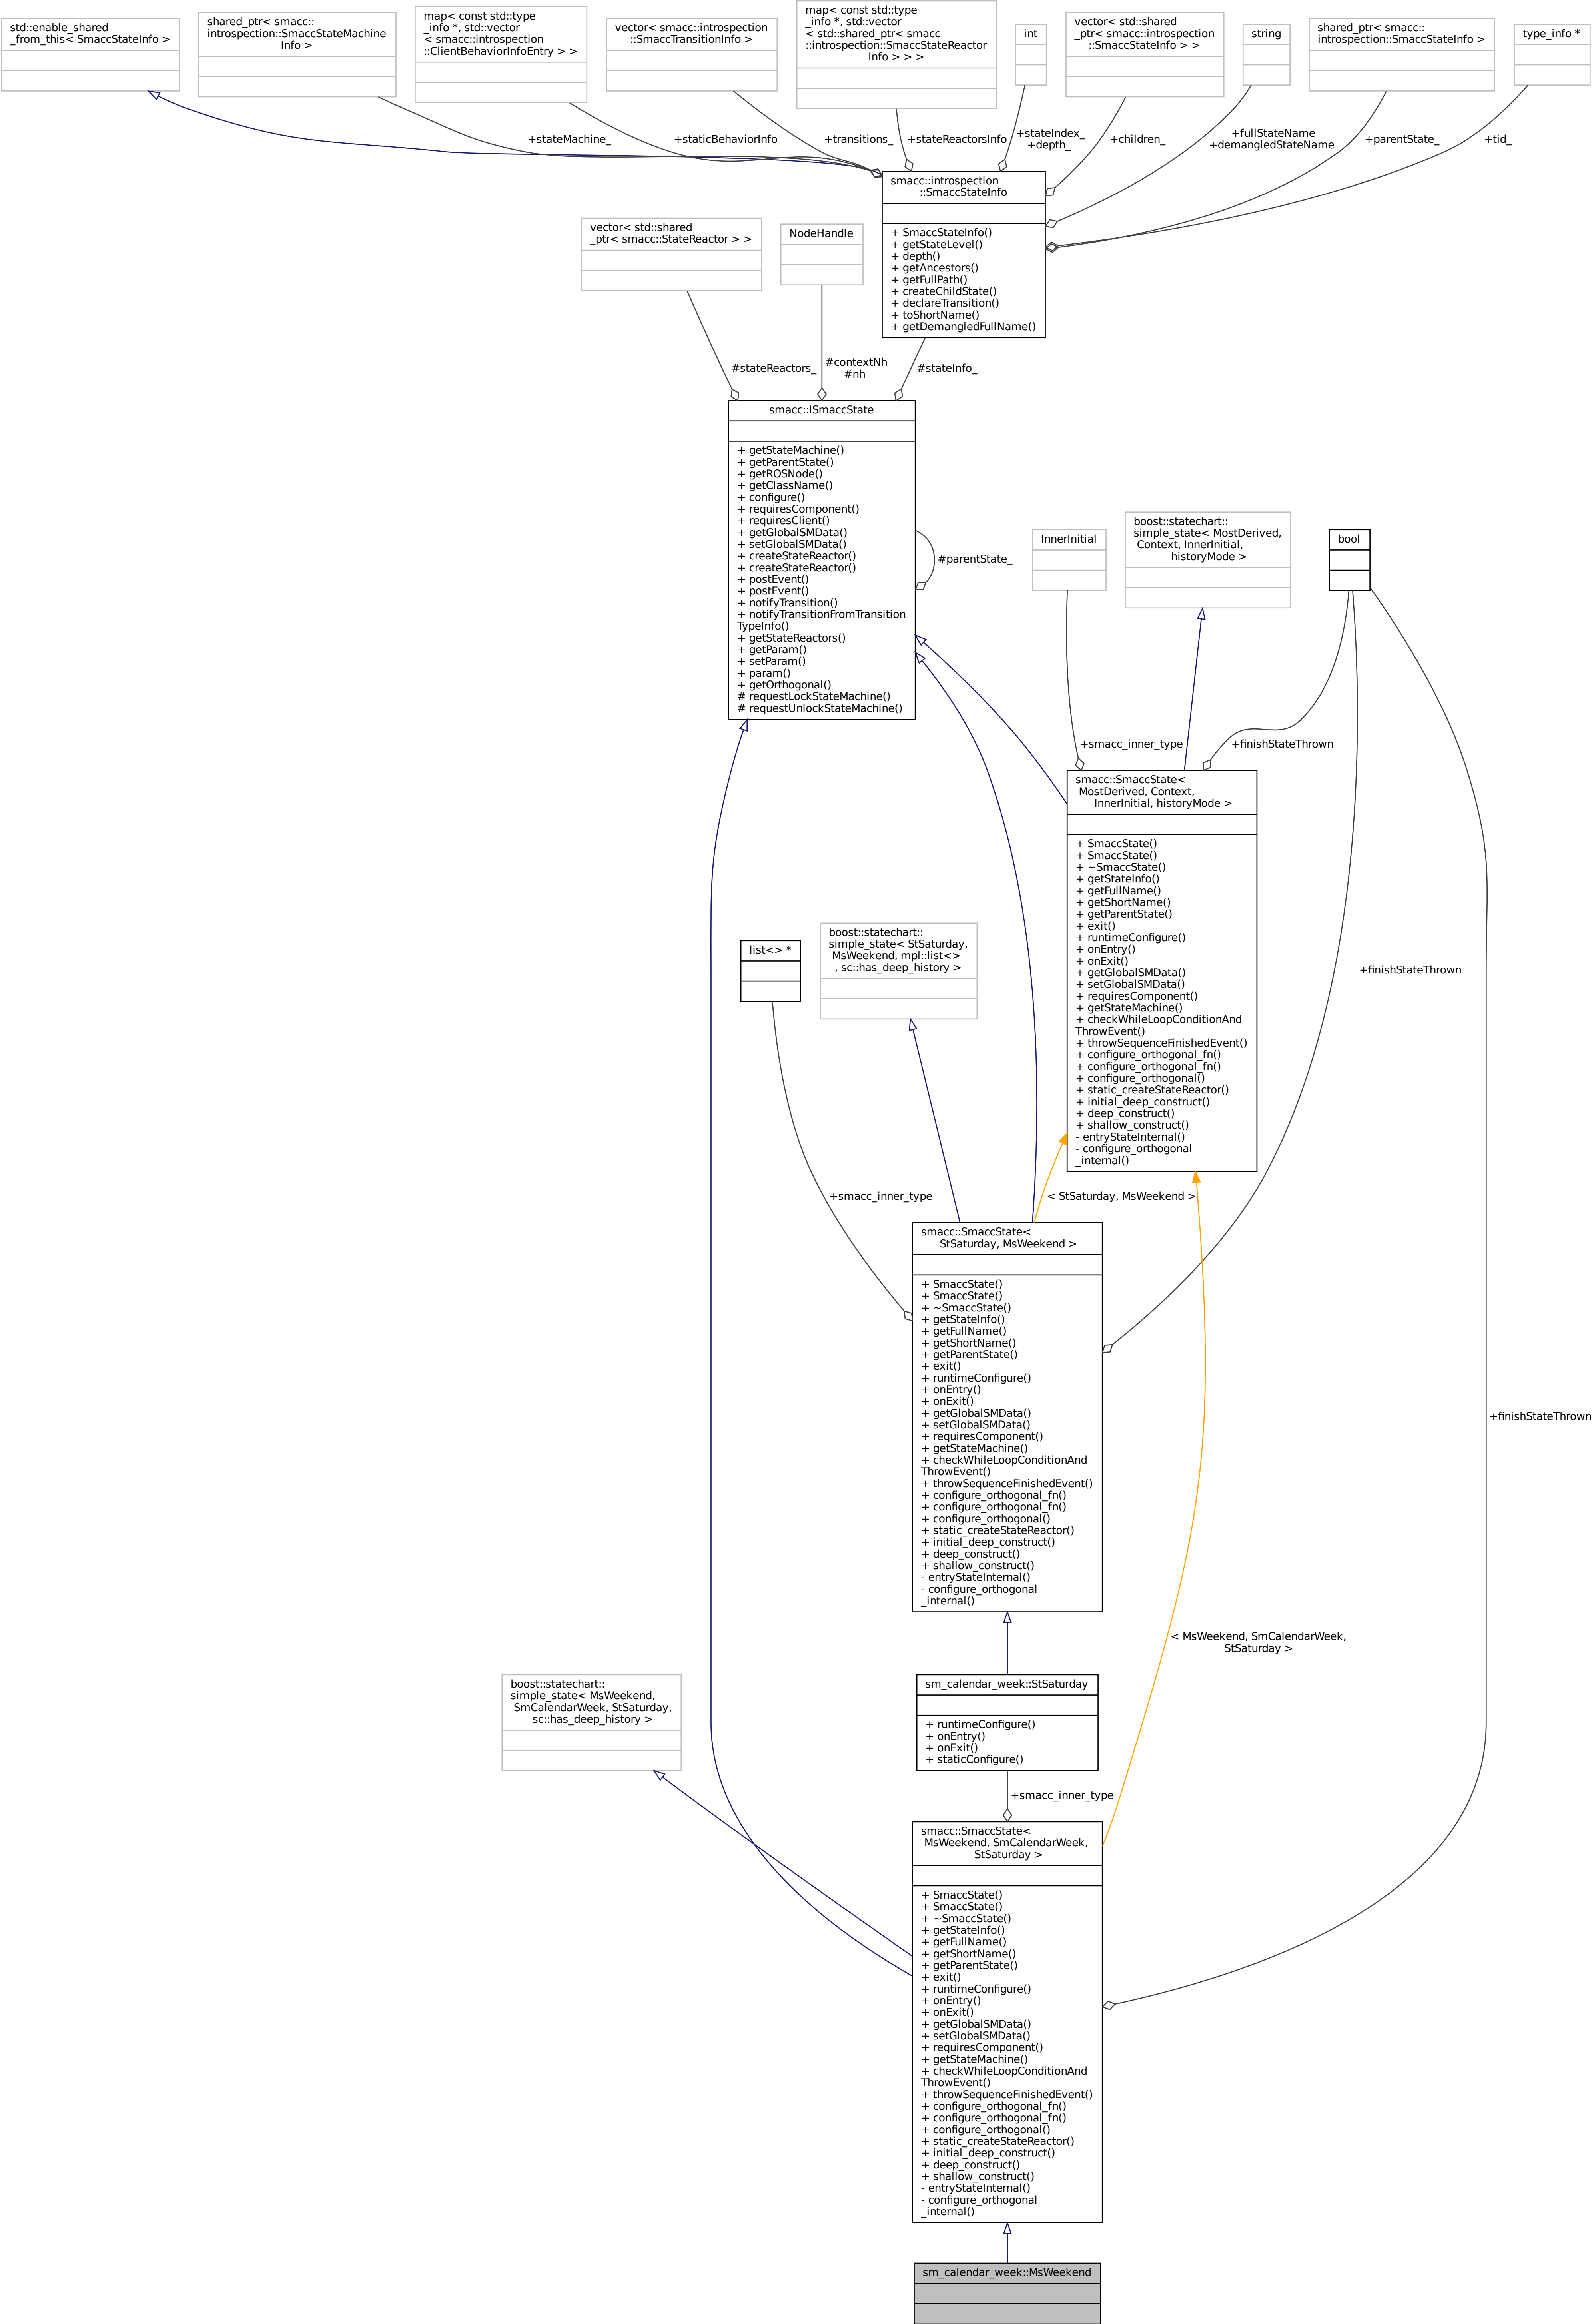 std::enable_shared
_from_this< SmaccStateInfo >
shared_ptr< smacc::
introspection::SmaccStateMachine
Info >
map< const std::type
_info *, std::vector
< smacc::introspection
::ClientBehaviorInfoEntry > >
vector< smacc::introspection
::SmaccTransitionInfo >
map< const std::type
_info *, std::vector
< std::shared_ptr< smacc
::introspection::SmaccStateReactor
Info > > >
int
vector< std::shared
_ptr< smacc::introspection
::SmaccStateInfo > >
string
shared_ptr< smacc::
introspection::SmaccStateInfo >
type_info *
+stateMachine_
+staticBehaviorInfo
+transitions_
+stateReactorsInfo
+stateIndex_
+depth_
+children_
+fullStateName
+demangledStateName
+parentState_
+tid_
smacc::introspection
::SmaccStateInfo
+ SmaccStateInfo()
+ getStateLevel()
+ depth()
+ getAncestors()
+ getFullPath()
+ createChildState()
+ declareTransition()
+ toShortName()
+ getDemangledFullName()
vector< std::shared
_ptr< smacc::StateReactor > >
NodeHandle
#stateReactors_
#contextNh
#nh
#stateInfo_
smacc::ISmaccState
+ getStateMachine()
+ getParentState()
+ getROSNode()
+ getClassName()
+ configure()
+ requiresComponent()
+ requiresClient()
+ getGlobalSMData()
+ setGlobalSMData()
+ createStateReactor()
+ createStateReactor()
+ postEvent()
+ postEvent()
+ notifyTransition()
+ notifyTransitionFromTransition
TypeInfo()
+ getStateReactors()
+ getParam()
+ setParam()
+ param()
+ getOrthogonal()
# requestLockStateMachine()
# requestUnlockStateMachine()
#parentState_
InnerInitial
boost::statechart::
simple_state< MostDerived,
Context, InnerInitial,
historyMode >
bool
+smacc_inner_type
+finishStateThrown
smacc::SmaccState<
MostDerived, Context,
InnerInitial, historyMode >
+ SmaccState()
+ SmaccState()
+ ~SmaccState()
+ getStateInfo()
+ getFullName()
+ getShortName()
+ getParentState()
+ exit()
+ runtimeConfigure()
+ onEntry()
+ onExit()
+ getGlobalSMData()
+ setGlobalSMData()
+ requiresComponent()
+ getStateMachine()
+ checkWhileLoopConditionAnd
ThrowEvent()
+ throwSequenceFinishedEvent()
+ configure_orthogonal_fn()
+ configure_orthogonal_fn()
+ configure_orthogonal()
+ static_createStateReactor()
+ initial_deep_construct()
+ deep_construct()
+ shallow_construct()
- entryStateInternal()
- configure_orthogonal
_internal()
list<> *
boost::statechart::
simple_state< StSaturday,
MsWeekend, mpl::list<>
, sc::has_deep_history >
+finishStateThrown
+smacc_inner_type
< StSaturday, MsWeekend >
smacc::SmaccState<
StSaturday, MsWeekend >
+ SmaccState()
+ SmaccState()
+ ~SmaccState()
+ getStateInfo()
+ getFullName()
+ getShortName()
+ getParentState()
+ exit()
+ runtimeConfigure()
+ onEntry()
+ onExit()
+ getGlobalSMData()
+ setGlobalSMData()
+ requiresComponent()
+ getStateMachine()
+ checkWhileLoopConditionAnd
ThrowEvent()
+ throwSequenceFinishedEvent()
+ configure_orthogonal_fn()
+ configure_orthogonal_fn()
+ configure_orthogonal()
+ static_createStateReactor()
+ initial_deep_construct()
+ deep_construct()
+ shallow_construct()
- entryStateInternal()
- configure_orthogonal
_internal()
+finishStateThrown
< MsWeekend, SmCalendarWeek,
StSaturday >
boost::statechart::
simple_state< MsWeekend,
SmCalendarWeek, StSaturday,
sc::has_deep_history >
sm_calendar_week::StSaturday
+ runtimeConfigure()
+ onEntry()
+ onExit()
+ staticConfigure()
+smacc_inner_type
smacc::SmaccState<
MsWeekend, SmCalendarWeek,
StSaturday >
+ SmaccState()
+ SmaccState()
+ ~SmaccState()
+ getStateInfo()
+ getFullName()
+ getShortName()
+ getParentState()
+ exit()
+ runtimeConfigure()
+ onEntry()
+ onExit()
+ getGlobalSMData()
+ setGlobalSMData()
+ requiresComponent()
+ getStateMachine()
+ checkWhileLoopConditionAnd
ThrowEvent()
+ throwSequenceFinishedEvent()
+ configure_orthogonal_fn()
+ configure_orthogonal_fn()
+ configure_orthogonal()
+ static_createStateReactor()
+ initial_deep_construct()
+ deep_construct()
+ shallow_construct()
- entryStateInternal()
- configure_orthogonal
_internal()
sm_calendar_week::MsWeekend